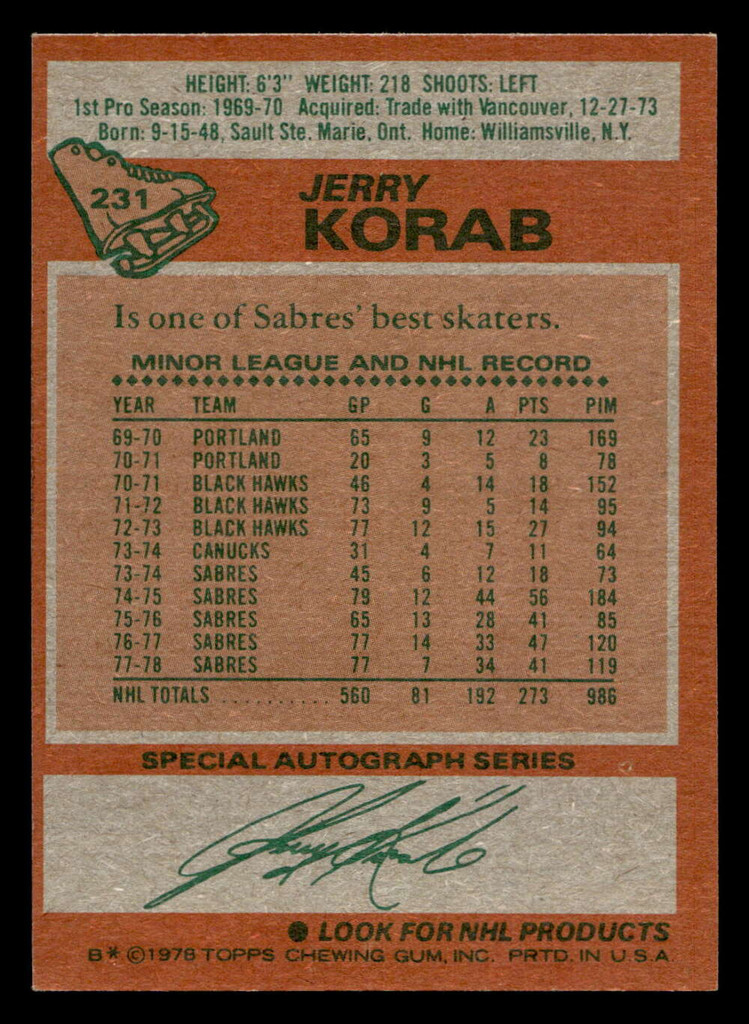 HEIGHT: 6'3" WEIGHT: 218 SHOOTS: LEFT
1st Pro Season: 1969-70 Acquired: Trade with Vancouver, 12-27-73
Born: 9-15-48, Sault Ste. Marie, Ont. Home: Williamsville, N.Y.
231
JERRY
KORAB
Is one of Sabres' best skaters.
MINOR LEAGUE AND NHL RECORD
YEAR TEAM GP G A PTS PIM
69-70 PORTLAND 65 9 12 23 169
70-71 PORTLAND 20 3 5 8 78
70-71 BLACK HAWKS 46 4 14 18 152
71-72 BLACK HAWKS 73 9 5 14 95
72-73 BLACK HAWKS 77 12 15 27 94
73-74 CANUCKS 31 4 7 11 64
73-74 SABRES 45 6 12 18 73
74-75 SABRES 79 12 44 56 184
75-76 SABRES 65 13 28 41 85
76-77 SABRES 77 14 33 47 120
77-78 SABRES 77 7 34 41 119
NHL TOTALS .......... 560 81 192 273 986
SPECIAL AUTOGRAPH SERIES
Jerry Korab
LOOK FOR NHL PRODUCTS
B* ©1978 TOPPS CHEWING GUM, INC. PRTD. IN U.S.A.